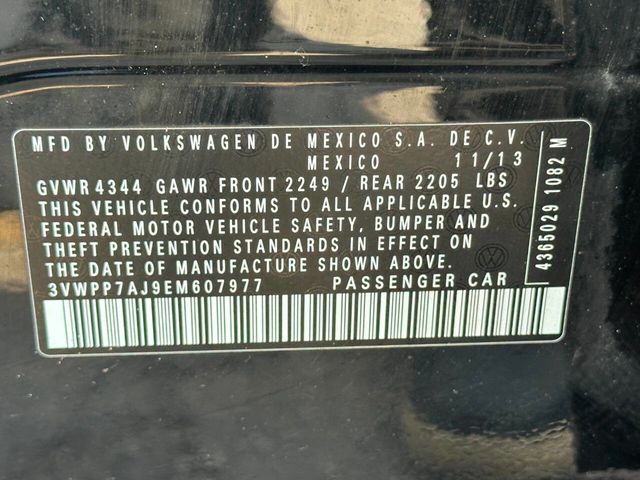 MFD BY VOLKSWAGEN DE MEXICO S.A. DE C.V.
MEXICO 11/13
GVWR 4344 GAWR FRONT 2249 / REAR 2205 LBS
THIS VEHICLE CONFORMS TO ALL APPLICABLE U.S.
FEDERAL MOTOR VEHICLE SAFETY, BUMPER AND
THEFT PREVENTION STANDARDS IN EFFECT ON
THE DATE OF MANUFACTURE SHOWN ABOVE.
3VWPP7AJ9EM607977 PASSENGER CAR
4365029 1082 M